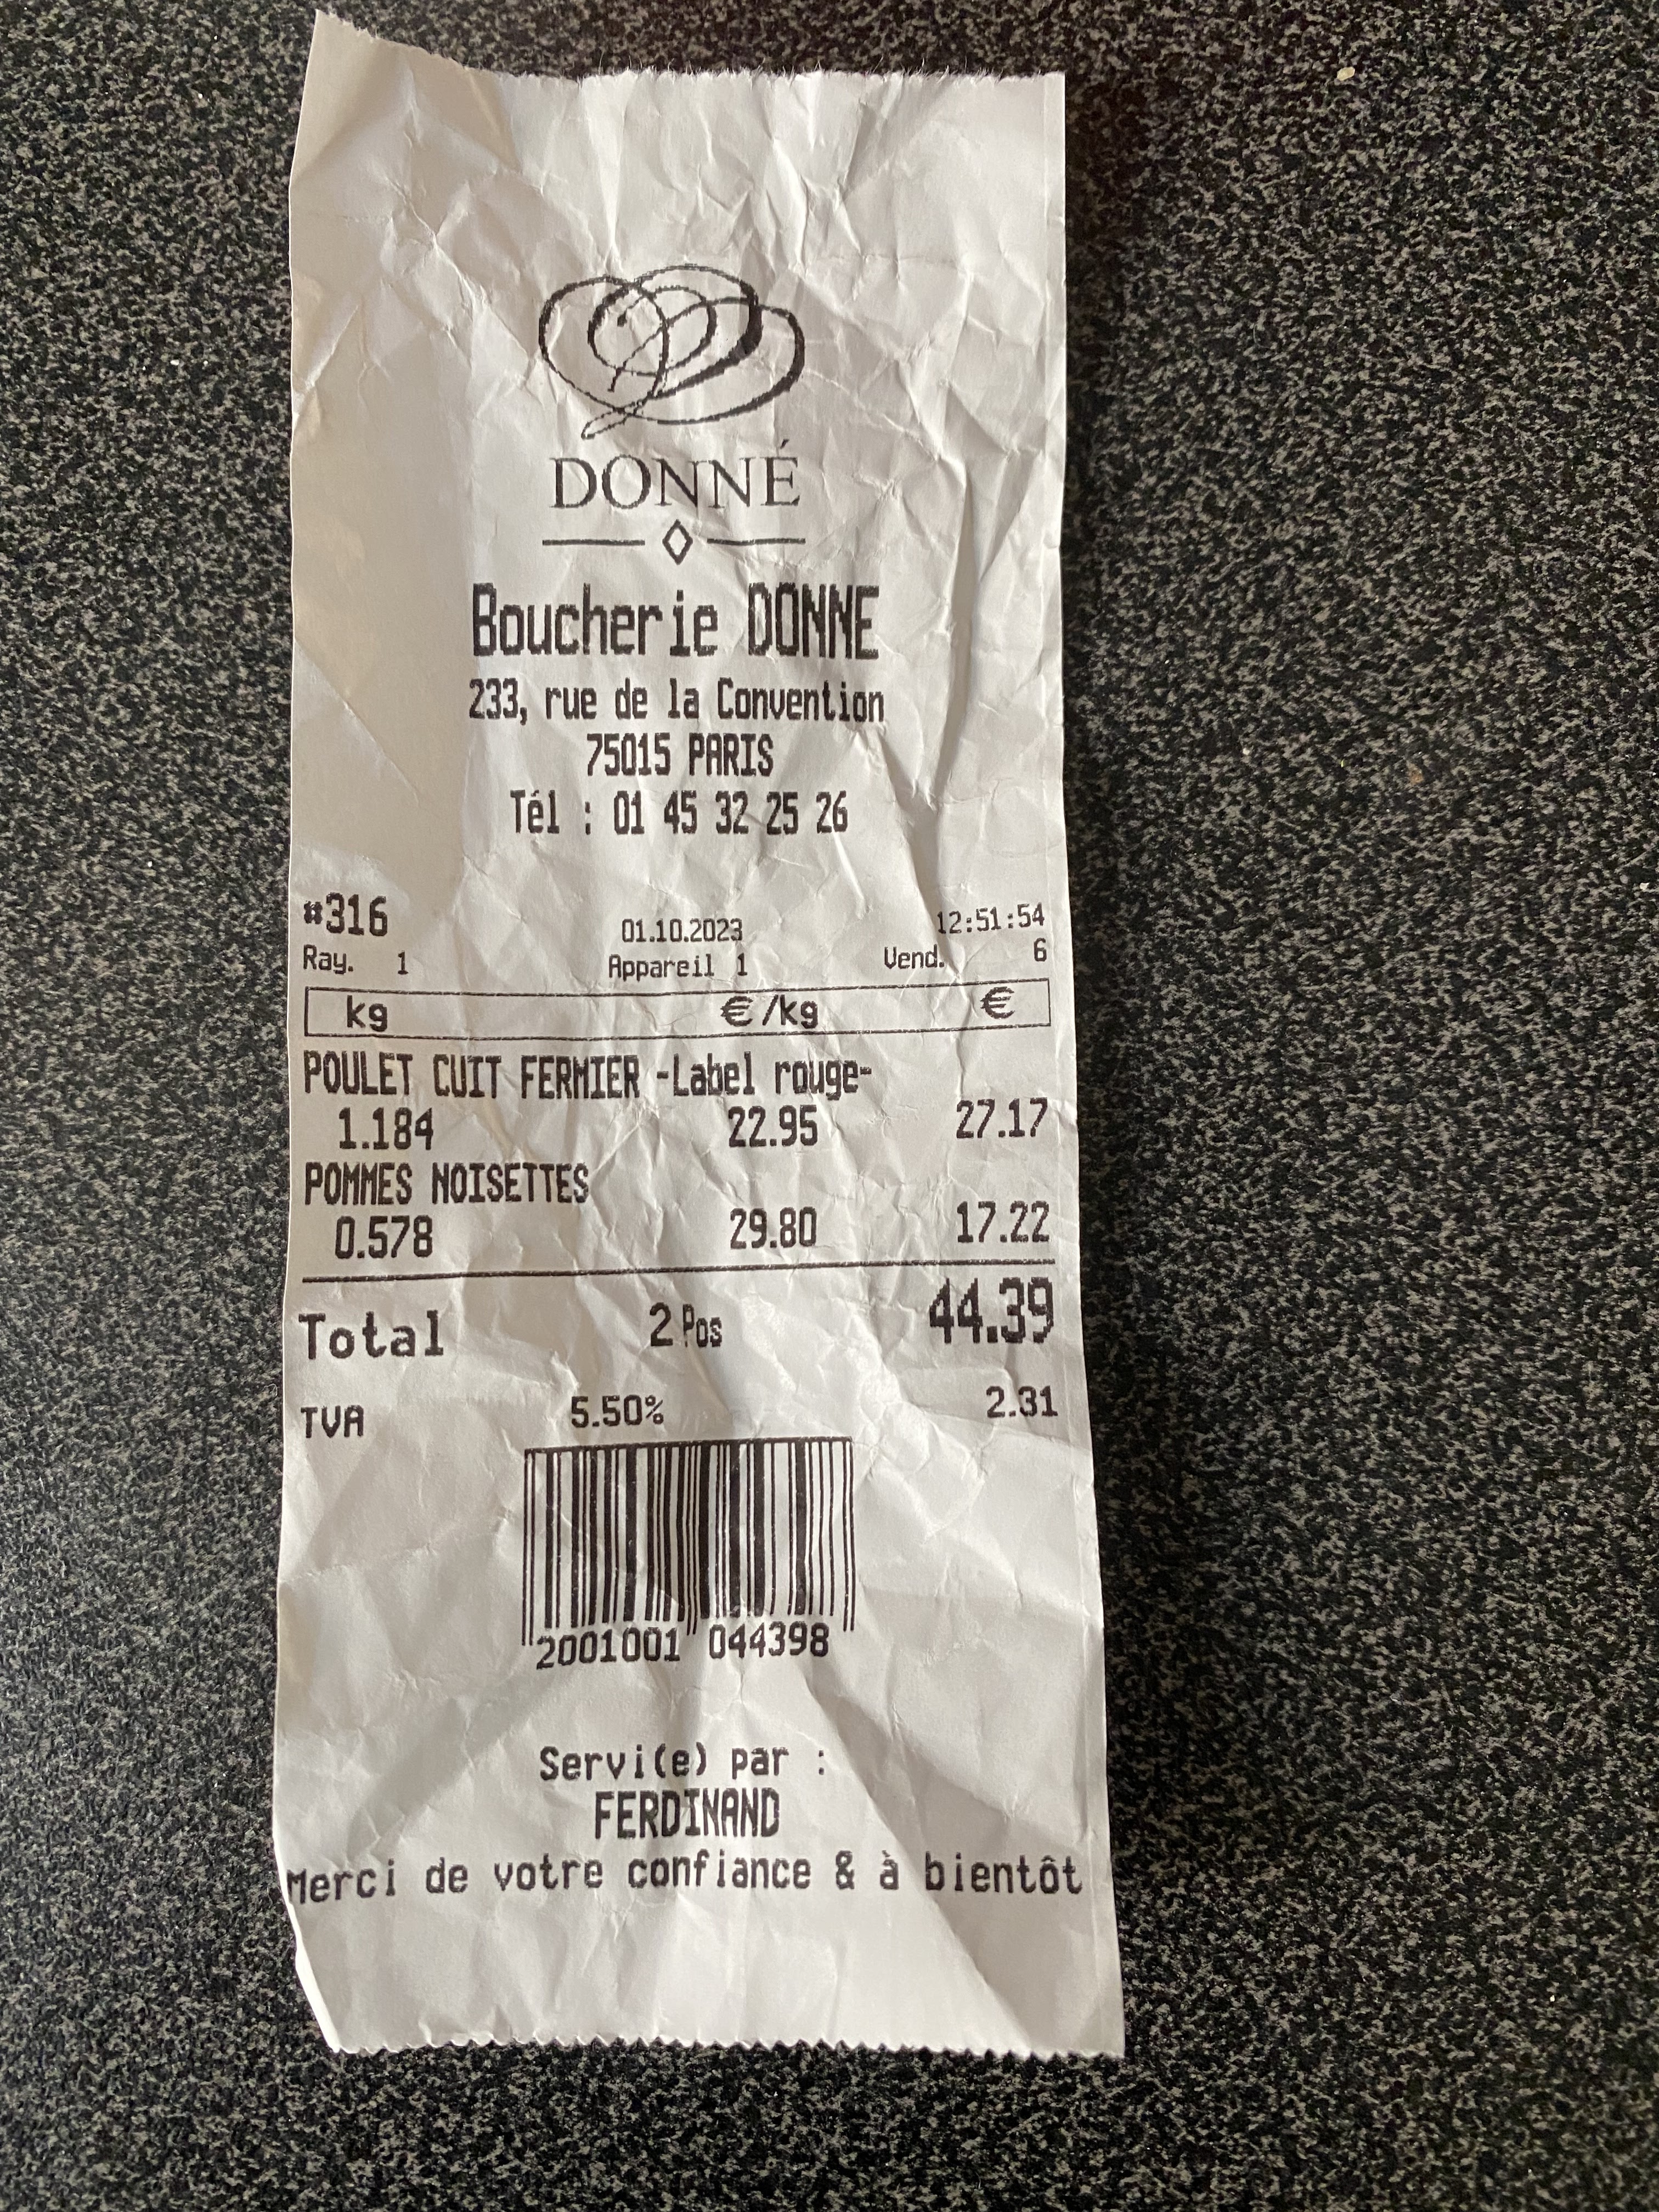 DONNÉ
Boucherie DONNE
233, rue de la Convention
75015 PARIS
Tél : 01 45 32 25 26
#316 01.10.2023 12:51:54
Ray. 1 Appareil 1 Vend. 6
kg €/kg €
POULET CUIT FERMIER -Label rouge-
1.184 22.95 27.17
POMMES NOISETTES
0.578 29.80 17.22
Total 2 Pos 44.39
TVA 5.50% 2.31
2001001 044398
Servi(e) par :
FERDINAND
Merci de votre confiance & à bientôt